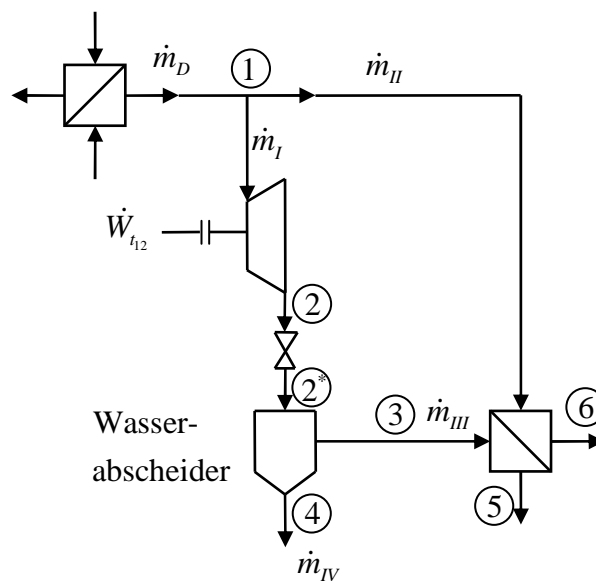 ṁ_D
1
ṁ_II
ṁ_I
Ẇ_t12
2
2*
Wasser-
abscheider
3
ṁ_III
6
5
4
ṁ_IV